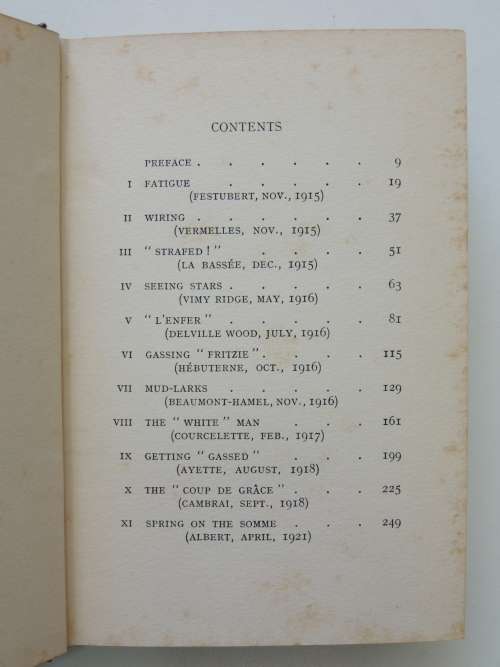 CONTENTS
PREFACE . . . . . . 9
I FATIGUE . . . . . 19
(FESTUBERT, NOV., 1915)
II WIRING . . . . . . 37
(VERMELLES, NOV., 1915)
III "STRAFED!" . . . . 51
(LA BASSÉE, DEC., 1915)
IV SEEING STARS . . . . . 63
(VIMY RIDGE, MAY, 1916)
V "L'ENFER" . . . . . 81
(DELVILLE WOOD, JULY, 1916)
VI GASSING "FRITZIE" . . . . 115
(HÉBUTERNE, OCT., 1916)
VII MUD-LARKS . . . . . 129
(BEAUMONT-HAMEL, NOV., 1916)
VIII THE "WHITE" MAN . . . 161
(COURCELETTE, FEB., 1917)
IX GETTING "GASSED" . . . 199
(AYETTE, AUGUST, 1918)
X THE "COUP DE GRÂCE" . . . 225
(CAMBRAI, SEPT., 1918)
XI SPRING ON THE SOMME . . . 249
(ALBERT, APRIL, 1921)